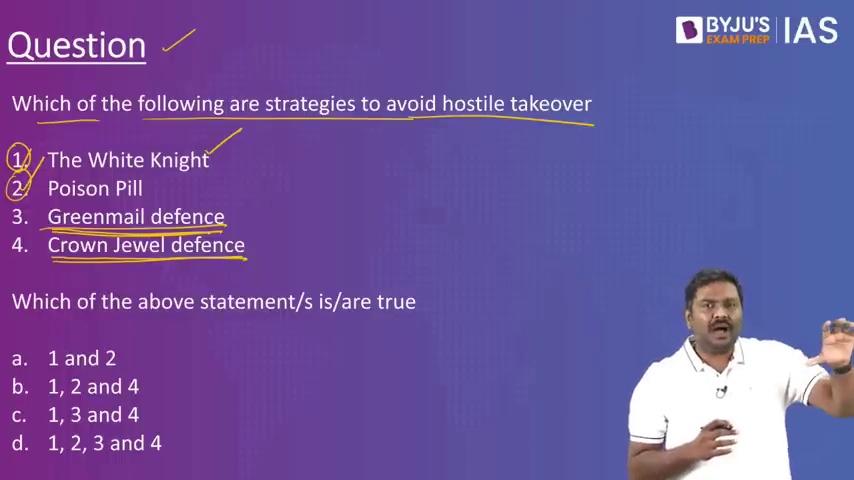 Question
BYJU'S
EXAM PREP
IAS
Which of the following are strategies to avoid hostile takeover
1. The White Knight
2. Poison Pill
3. Greenmail defence
4. Crown Jewel defence
Which of the above statement/s is/are true
a. 1 and 2
b. 1, 2 and 4
c. 1, 3 and 4
d. 1, 2, 3 and 4